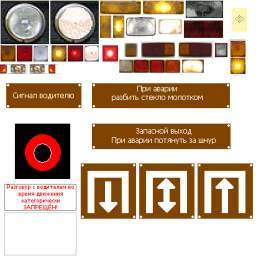 Сигнал водителю
При аварии
разбить стекло молотком
Запасной выход
При аварии потянуть за шнур
Разговор с водителем во
время движения
категорически
ЗАПРЕЩЁН!